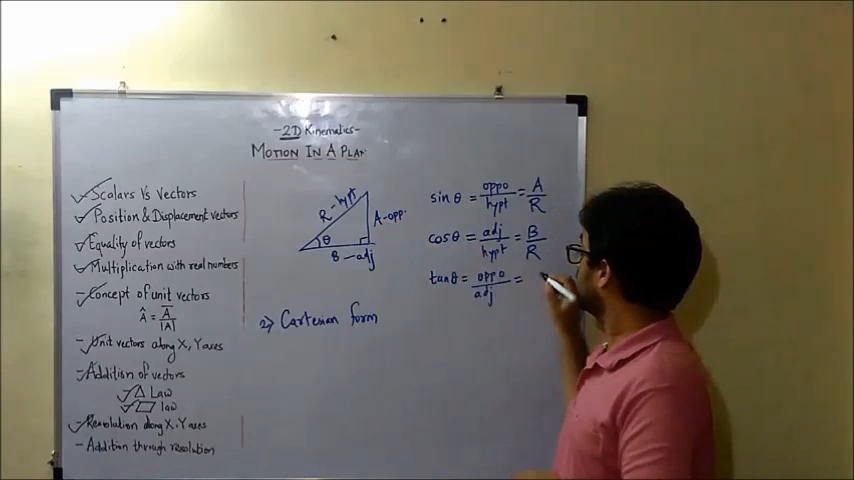 -2D Kinematics-
MOTION IN A PLAN
Scalars Vs Vectors
Position & Displacement vectors
Equality of vectors
Multiplication with real numbers
- Concept of unit vectors
Â = A̅ / |A̅|
- Unit vectors along X, Y axes
- Addition of vectors
△ Law
▱ law
- Resolution along X, Y axes
- Addition through resolution
R - hypt
A - opp.
θ
B - adj
2) Cartesian form
sin θ = oppo / hypt = A / R
cos θ = adj / hypt = B / R
tan θ = oppo / adj =